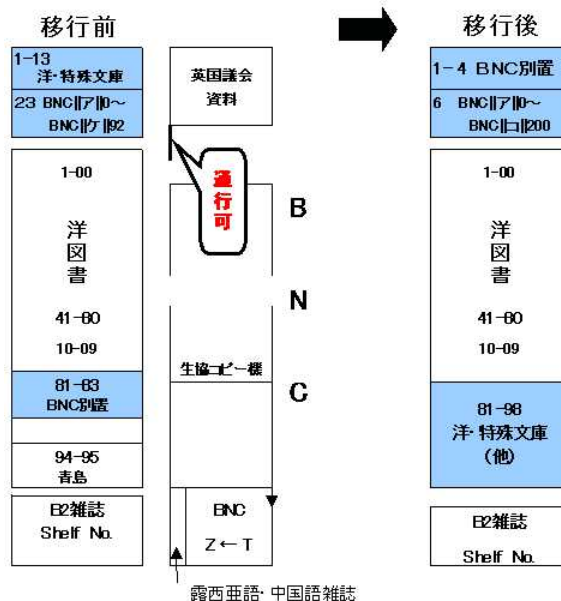 移行前
移行後
1-13
洋・特殊文庫
23 BNC||ア||0～
BNC||ケ||92
1-00
洋図書
41-80
10-09
81-83
BNC別置
94-95
青島
B2雑誌
Shelf No.
英国議会
資料
通行可
B
N
C
生協コピー機
BNC
Z←T
露西亜語・中国語雑誌
1-4 BNC別置
6 BNC||ア||0～
BNC||コ||200
1-00
洋図書
41-80
10-09
81-98
洋・特殊文庫
(他)
B2雑誌
Shelf No.